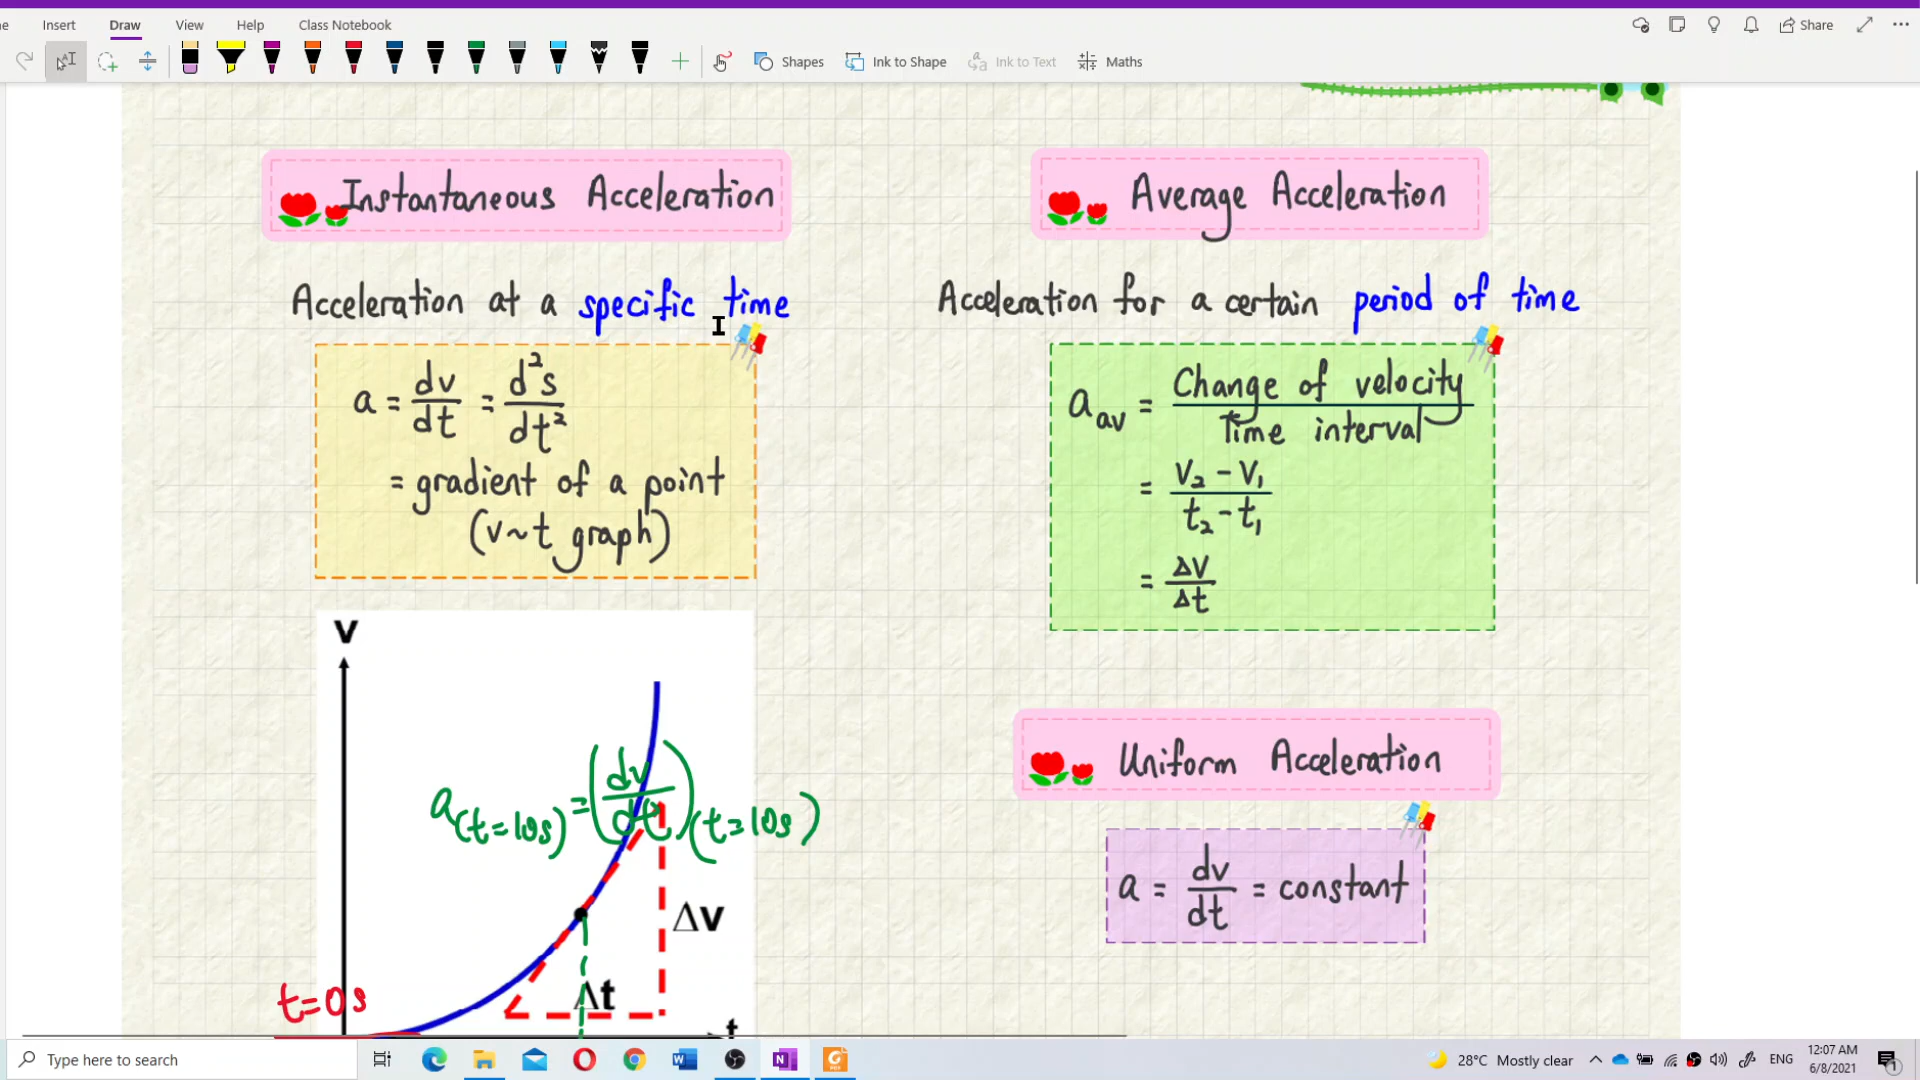 Insert Draw View Help Class Notebook
Share
Shapes Ink to Shape Ink to Text Maths
Instantaneous Acceleration
Acceleration at a specific time
a = dv/dt = d²s/dt²
= gradient of a point
(v~t graph)
v
a(t=10s) = (dv/dt)(t=10s)
Δv
Δt
t=0s
t
Average Acceleration
Acceleration for a certain period of time
a av = Change of velocity / Time interval
= V₂ - V₁ / t₂ - t₁
= ΔV / Δt
Uniform Acceleration
a = dv/dt = constant
Type here to search
28°C Mostly clear
ENG
12:07 AM
6/8/2021
1